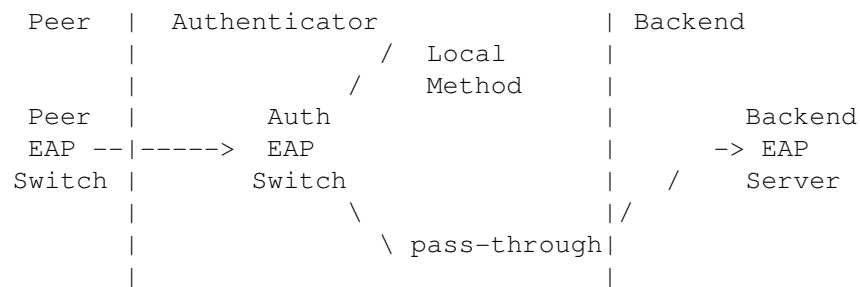 Peer | Authenticator | Backend
| / Local |
| / Method |
Peer | Auth | Backend
EAP --|-----> EAP | -> EAP
Switch | Switch | / Server
| \ |/
| \ pass-through|
| |